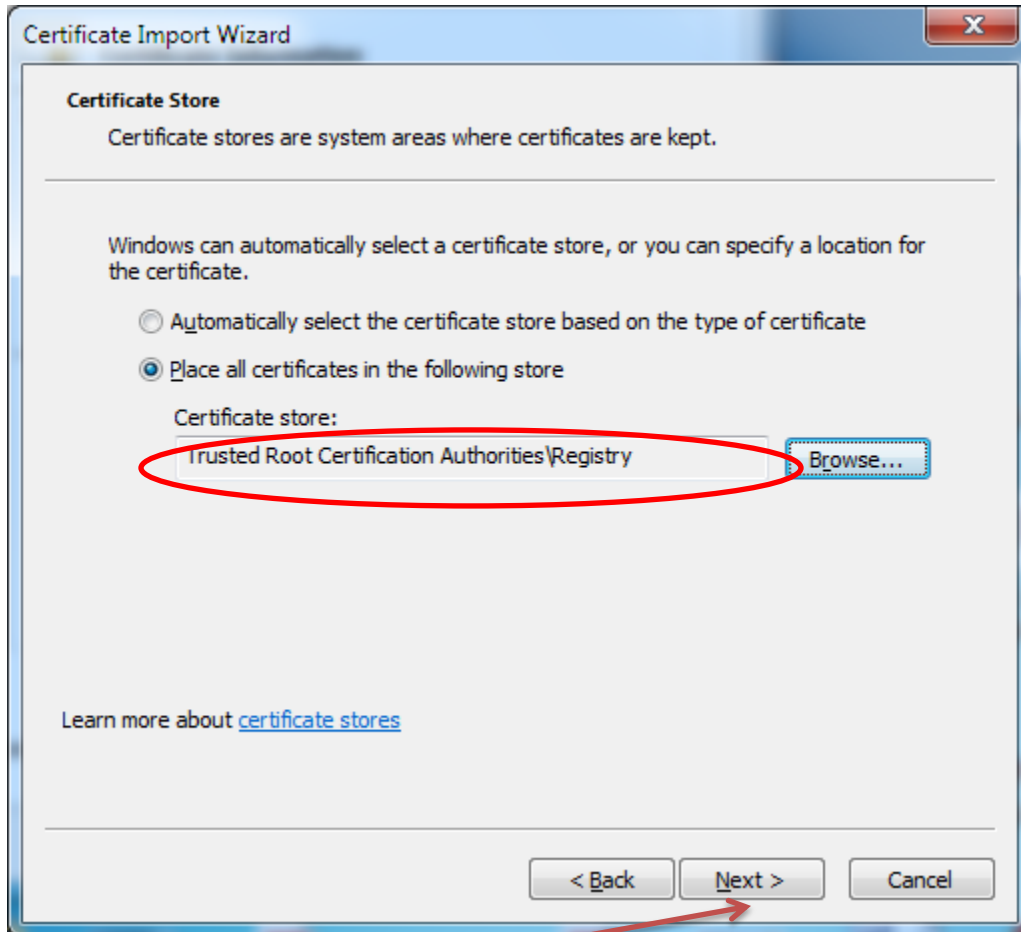 Certificate Import Wizard
Certificate Store
Certificate stores are system areas where certificates are kept.
Windows can automatically select a certificate store, or you can specify a location for
the certificate.
Automatically select the certificate store based on the type of certificate
Place all certificates in the following store
Certificate store:
Trusted Root Certification Authorities\Registry
Browse...
Learn more about certificate stores
< Back
Next >
Cancel